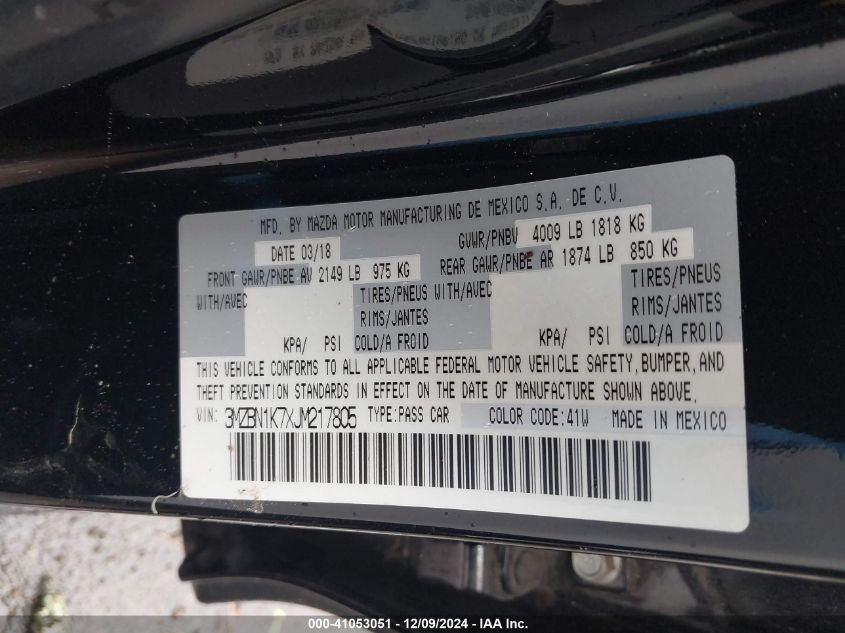 MFD. BY MAZDA MOTOR MANUFACTURING DE MEXICO S.A. DE C.V.
DATE 03/18 GVWR/PNBV 4009 LB 1818 KG
FRONT GAWR/PNBE AV 2149 LB 975 KG REAR GAWR/PNBE AR 1874 LB 850 KG
WITH/AVEC TIRES/PNEUS WITH/AVEC TIRES/PNEUS
RIMS/JANTES RIMS/JANTES
KPA/ PSI COLD/A FROID KPA/ PSI COLD/A FROID
THIS VEHICLE CONFORMS TO ALL APPLICABLE FEDERAL MOTOR VEHICLE SAFETY, BUMPER, AND
THEFT PREVENTION STANDARDS IN EFFECT ON THE DATE OF MANUFACTURE SHOWN ABOVE.
VIN: 3MZBN1K7XJM217805 TYPE: PASS CAR COLOR CODE: 41W MADE IN MEXICO
000-41053051 - 12/09/2024 - IAA Inc.